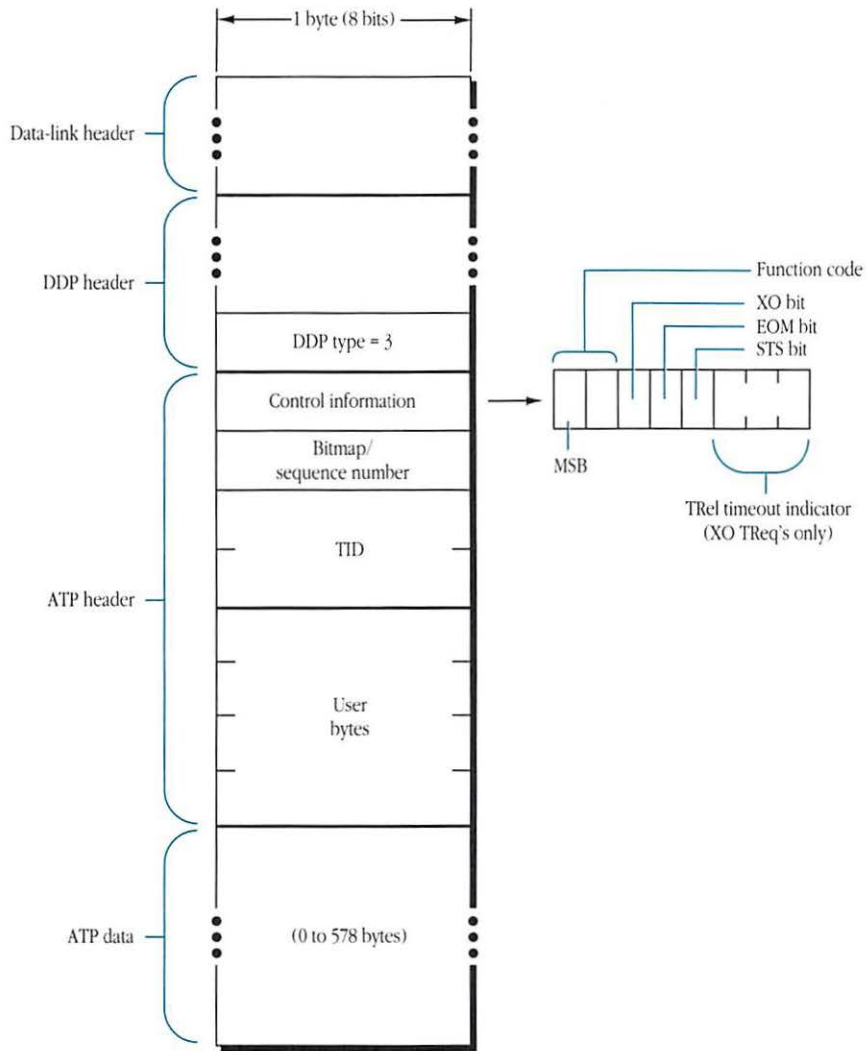 1 byte (8 bits)
Data-link header
DDP header
DDP type = 3
Control information
Bitmap/
sequence number
TID
ATP header
User
bytes
ATP data
(0 to 578 bytes)
Function code
XO bit
EOM bit
STS bit
MSB
TRel timeout indicator
(XO TReq's only)